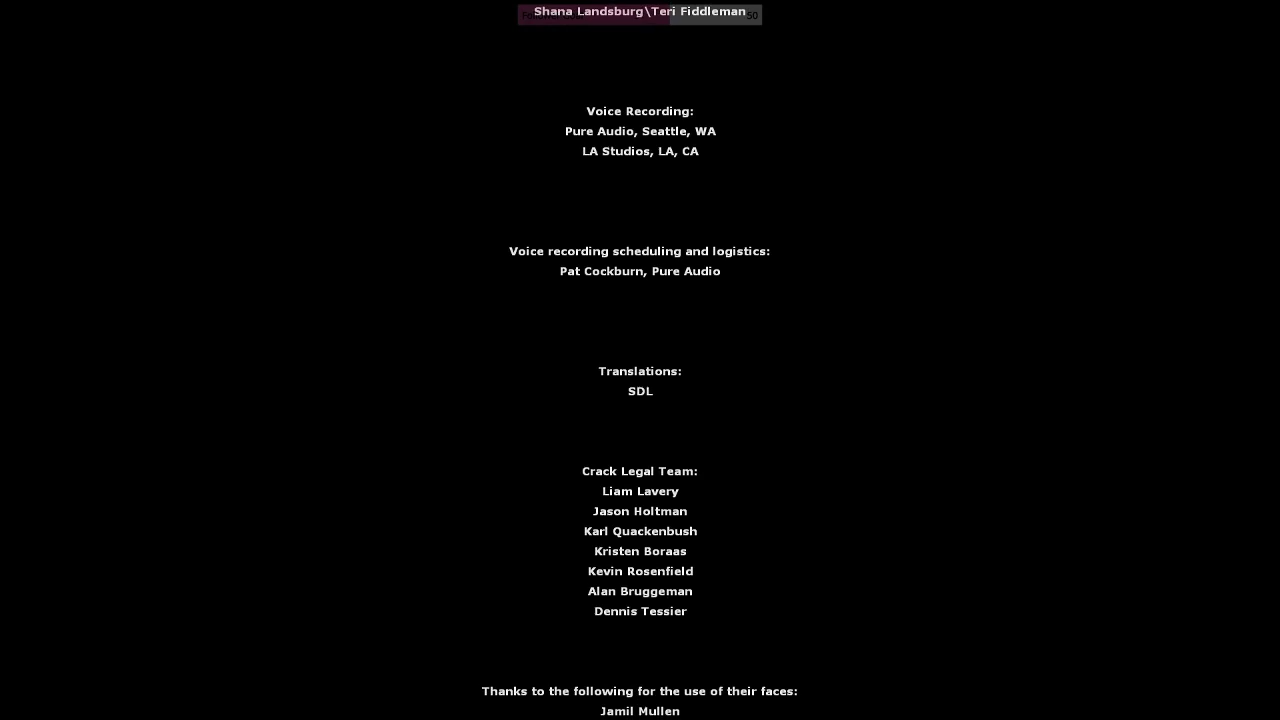 Shana Landsburg\Teri Fiddleman
50
Voice Recording:
Pure Audio, Seattle, WA
LA Studios, LA, CA
Voice recording scheduling and logistics:
Pat Cockburn, Pure Audio
Translations:
SDL
Crack Legal Team:
Liam Lavery
Jason Holtman
Karl Quackenbush
Kristen Boraas
Kevin Rosenfield
Alan Bruggeman
Dennis Tessier
Thanks to the following for the use of their faces:
Jamil Mullen